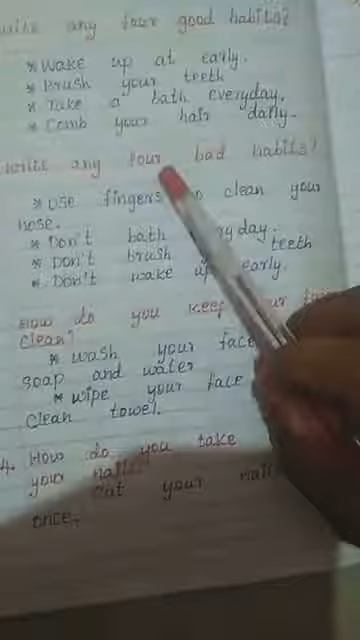 write any four good habits?
* Wake up at early.
* Brush your teeth
* Take a bath everyday.
* Comb your hair daily.
write any four bad habits?
* Use fingers to clean your
nose.
* Don't bath day.
* Don't brush teeth
* Don't wake up early.
How do you keep
clean?
* wash your face
soap and water
* wipe your face
clean towel.
4. How do you take
your nails?
cut your
once.